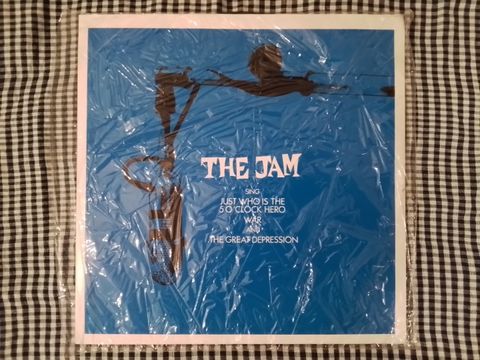 THE JAM
SING
JUST WHO IS THE
5 O'CLOCK HERO
WAR
AND
THE GREAT DEPRESSION